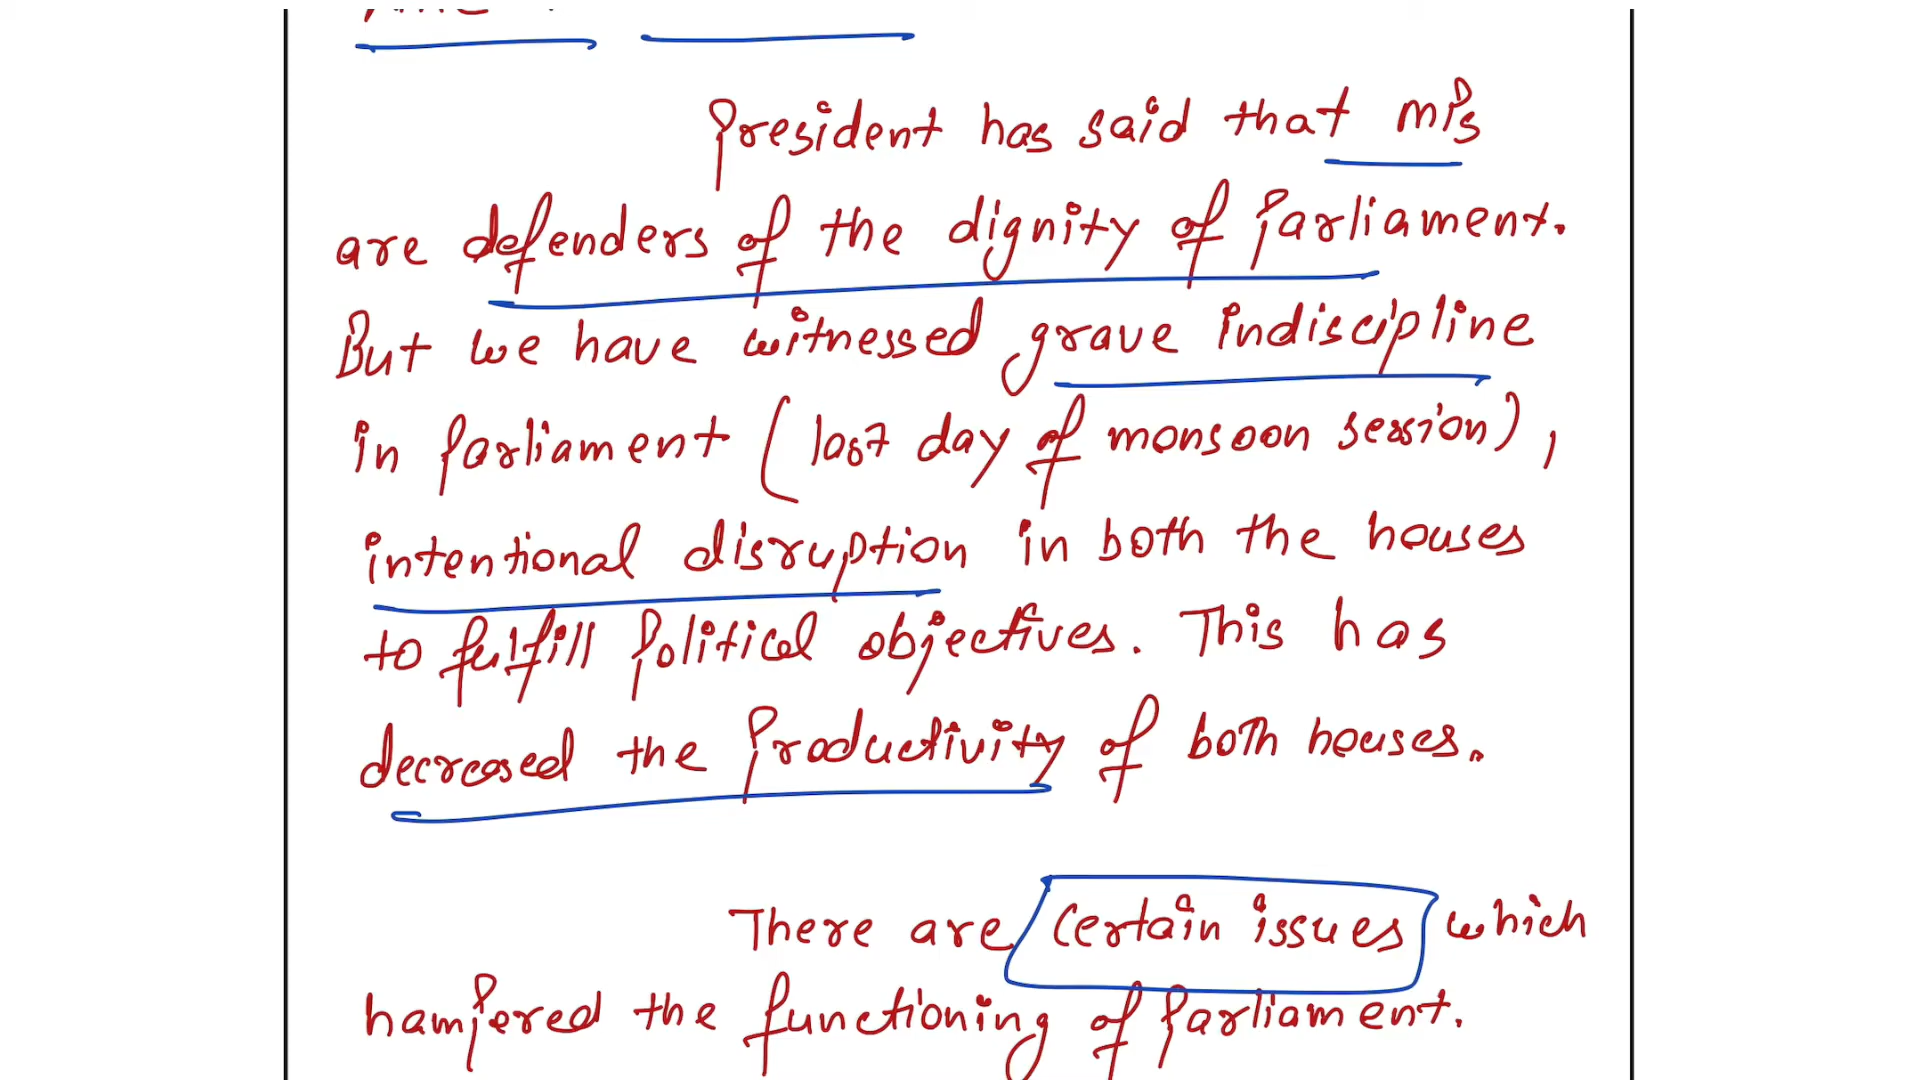 President has said that MPs
are defenders of the dignity of Parliament.
But we have witnessed grave indiscipline
in Parliament (last day of monsoon session),
intentional disruption in both the houses
to fulfill Political objectives. This has
decreased the Productivity of both houses.
There are certain issues which
hampered the functioning of Parliament.